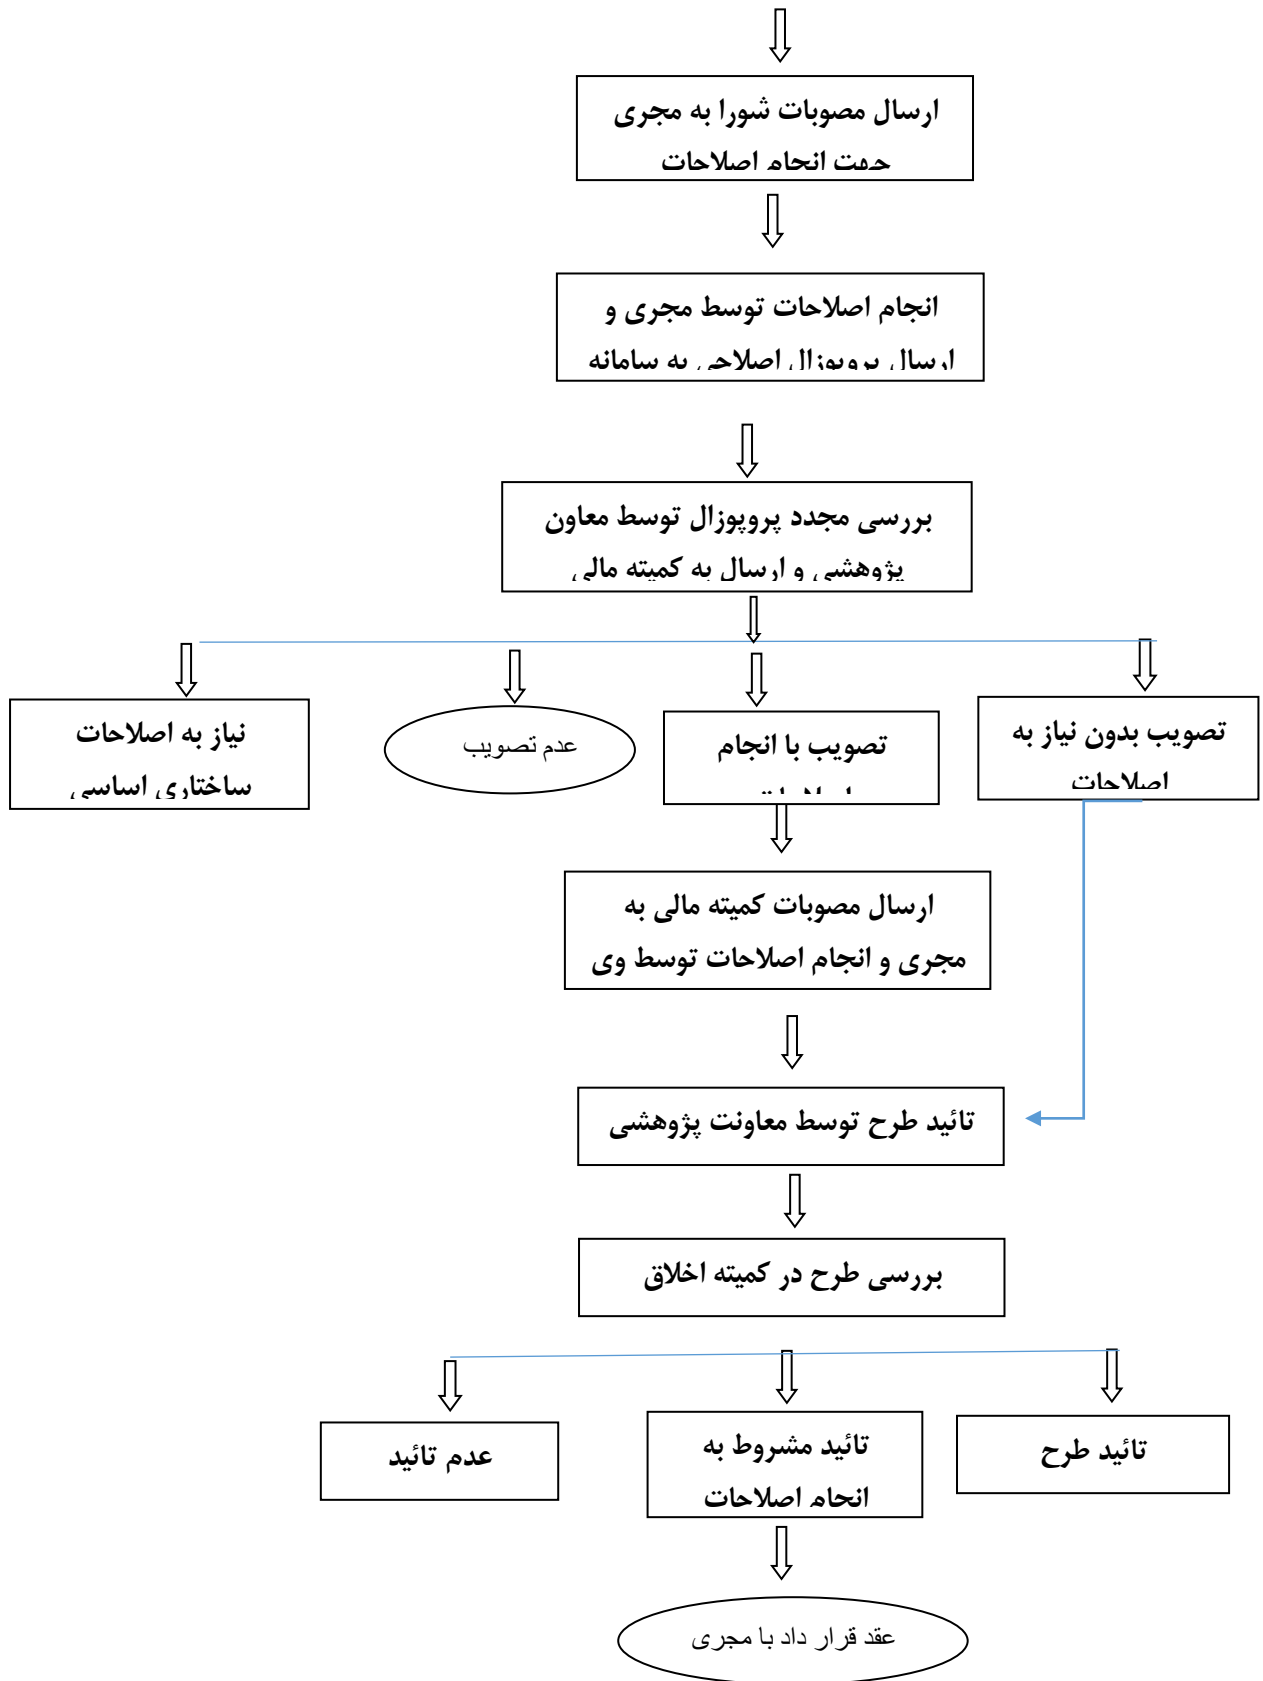 ارسال مصوبات شورا به مجری
جهت انجام اصلاحات
انجام اصلاحات توسط مجری و
ارسال پروپوزال اصلاحی به سامانه
بررسی مجدد پروپوزال توسط معاون
پژوهشی و ارسال به کمیته مالی
تصویب بدون نیاز به
اصلاحات
تصویب با انجام
اصلاحات
عدم تصویب
نیاز به اصلاحات
ساختاری اساسی
ارسال مصوبات کمیته مالی به
مجری و انجام اصلاحات توسط وی
تائید طرح توسط معاونت پژوهشی
بررسی طرح در کمیته اخلاق
تائید طرح
تائید مشروط به
انجام اصلاحات
عدم تائید
عقد قرار داد با مجری